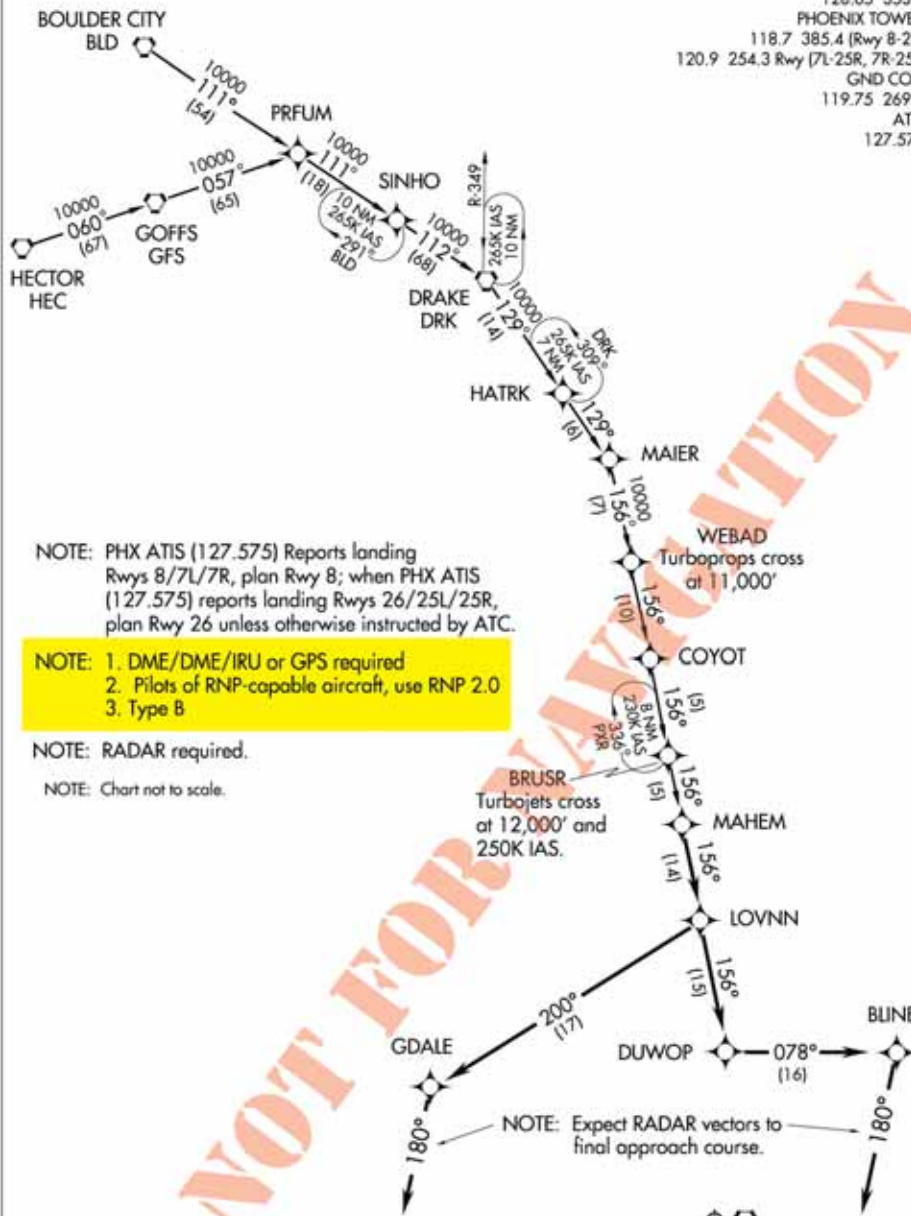 PHOENIX TOWE
118.7 385.4 (Rwy 8-2
120.9 254.3 Rwy (7L-25R, 7R-25
GND CO
119.75 269
AT
127.57
BOULDER CITY
BLD
10000
111°
(54)
PRFUM
10000
111°
(18)
10000
057°
(65)
10000
060°
(67)
HECTOR
HEC
GOFFS
GFS
SINHO
10 NM
265K IAS
291°
BLD
10000
112°
(68)
R-349
265K IAS
10 NM
DRAKE
DRK
10000
129°
(14)
DRK
309°
265K IAS
7 NM
HATRK
129°
(6)
MAIER
10000
156°
(7)
WEBAD
Turboprops cross
at 11,000'
156°
(10)
COYOT
(5)
156°
8 NM
230K IAS
336°
PXR
BRUSR
Turbojets cross
at 12,000' and
250K IAS.
156°
(5)
MAHEM
156°
(14)
LOVNN
156°
(15)
200°
(17)
GDALE
DUWOP
078°
(16)
BLINE
180°
180°
NOTE: Expect RADAR vectors to
final approach course.
NOTE: PHX ATIS (127.575) Reports landing
Rwys 8/7L/7R, plan Rwy 8; when PHX ATIS
(127.575) reports landing Rwys 26/25L/25R,
plan Rwy 26 unless otherwise instructed by ATC.
NOTE: 1. DME/DME/IRU or GPS required
2. Pilots of RNP-capable aircraft, use RNP 2.0
3. Type B
NOTE: RADAR required.
NOTE: Chart not to scale.
NOT FOR NAVIGATION